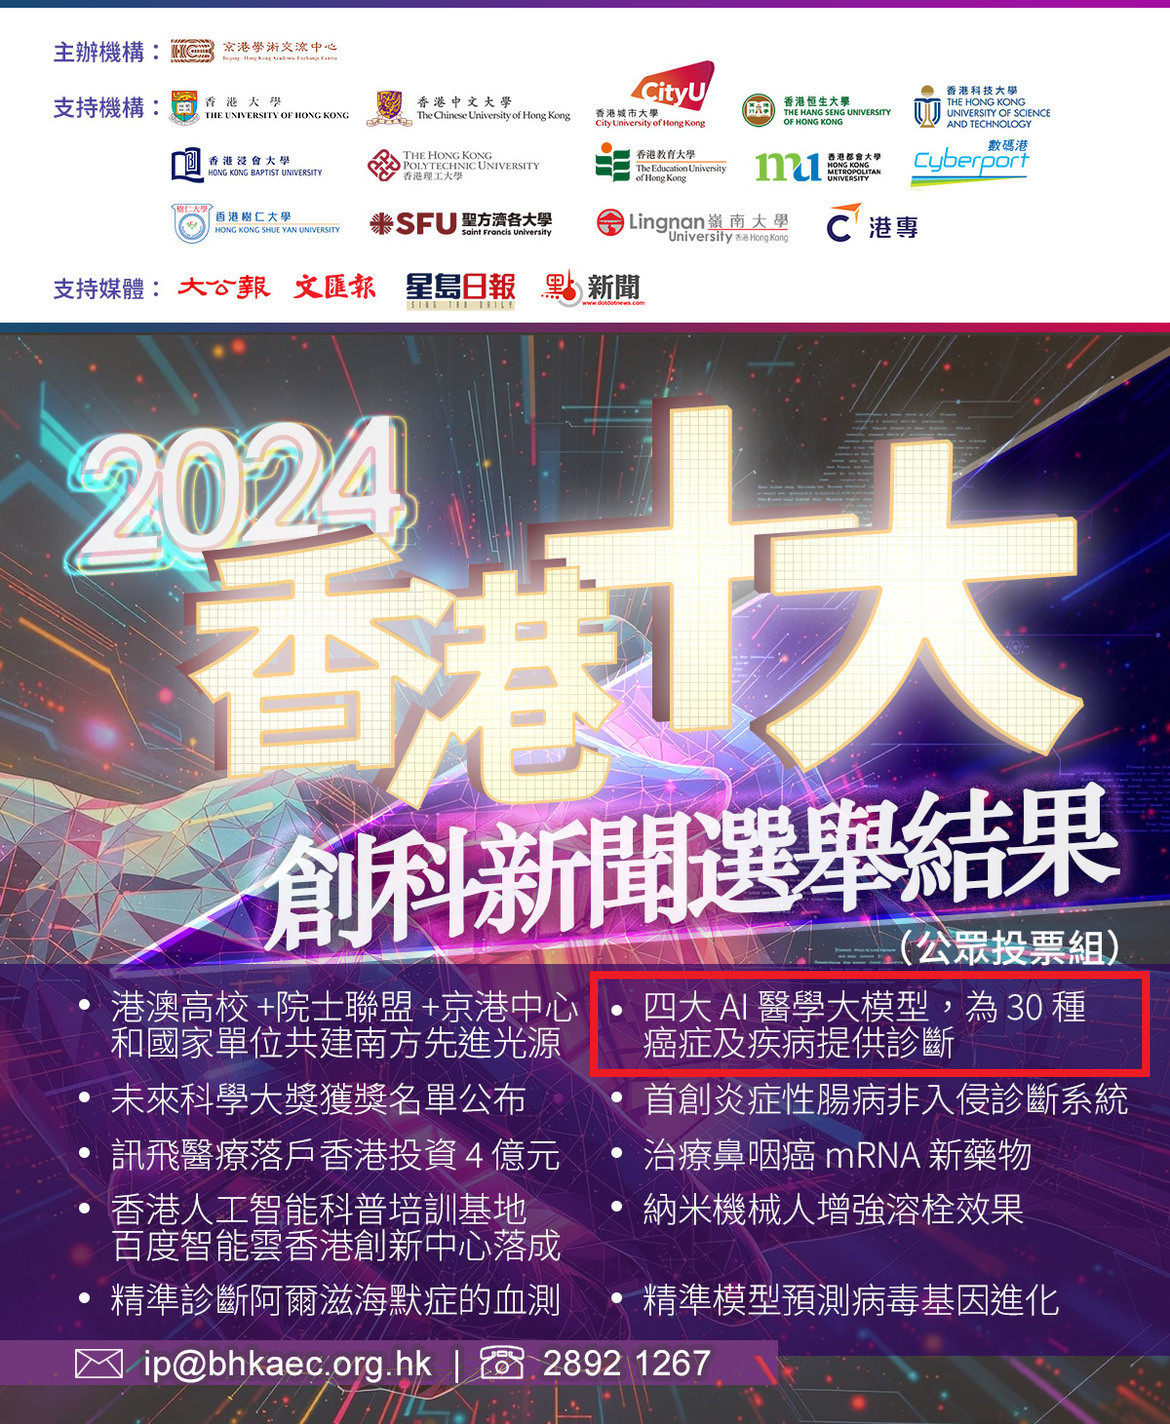 主辦機構：
京港學術交流中心
Beijing - Hong Kong Academic Exchange Centre
支持機構：
香港大學
THE UNIVERSITY OF HONG KONG
香港中文大學
The Chinese University of Hong Kong
CityU
香港城市大學
City University of Hong Kong
香港恒生大學
THE HANG SENG UNIVERSITY
OF HONG KONG
香港科技大學
THE HONG KONG
UNIVERSITY OF SCIENCE
AND TECHNOLOGY
香港浸會大學
HONG KONG BAPTIST UNIVERSITY
THE HONG KONG
POLYTECHNIC UNIVERSITY
香港理工大學
香港教育大學
The Education University
of Hong Kong
mu
香港都會大學
HONG KONG
METROPOLITAN
UNIVERSITY
數碼港
Cyberport
樹仁大學
香港樹仁大學
HONG KONG SHUE YAN UNIVERSITY
SFU 聖方濟各大學
Saint Francis University
Lingnan 嶺南大學
University 香港 Hong Kong
港專
支持媒體：
大公報
文匯報
星島日報
SING TAO DAILY
點新聞
www.dotdotnews.com
2024
香港十大
創科新聞選舉結果
（公眾投票組）
• 港澳高校+院士聯盟+京港中心
和國家單位共建南方先進光源
• 未來科學大獎獲獎名單公布
• 訊飛醫療落戶香港投資 4 億元
• 香港人工智能科普培訓基地
百度智能雲香港創新中心落成
• 精準診斷阿爾滋海默症的血測
• 四大 AI 醫學大模型，為 30 種
癌症及疾病提供診斷
• 首創炎症性腸病非入侵診斷系統
• 治療鼻咽癌 mRNA 新藥物
• 納米機械人增強溶栓效果
• 精準模型預測病毒基因進化
ip@bhkaec.org.hk | 2892 1267